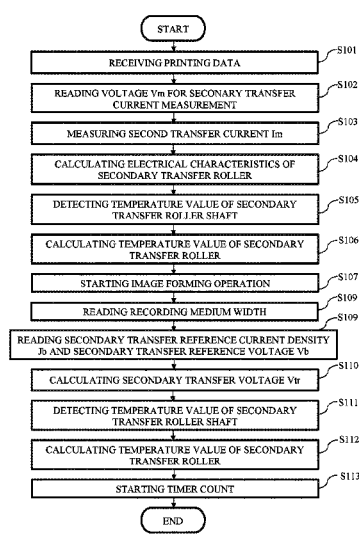 START
S101
RECEIVING PRINTING DATA
S102
READING VOLTAGE Vm FOR SECONARY TRANSFER
CURRENT MEASUREMENT
S103
MEASURING SECOND TRANSFER CURRENT Im
S104
CALCULATING ELECTRICAL CHARACTERISTICS OF
SECONDARY TRANSFER ROLLER
S105
DETECTING TEMPERATURE VALUE OF SECONDARY
TRANSFER ROLLER SHAFT
S106
CALCULATING TEMPERATURE VALUE OF SECONDARY
TRANSFER ROLLER
S107
STARTING IMAGE FORMING OPERATION
S109
READING RECORDING MEDIUM WIDTH
S109
READING SECONDARY TRANSFER REFERENCE CURRENT DENSITY
Jb AND SECONDARY TRANSFER REFERENCE VOLTAGE Vb
S110
CALCULATING SECONDARY TRANSFER VOLTAGE Vtr
S111
DETECTING TEMPERATURE VALUE OF SECONDARY
TRANSFER ROLLER SHAFT
S112
CALCULATING TEMPERATURE VALUE OF SECONDARY
TRANSFER ROLLER
S113
STARTING TIMER COUNT
END